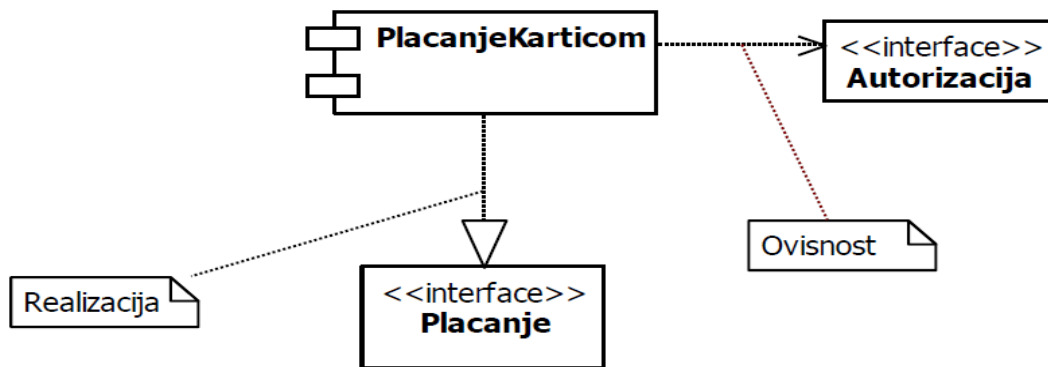 PlacanjeKarticom
<<interface>>
Autorizacija
Ovisnost
Realizacija
<<interface>>
Placanje